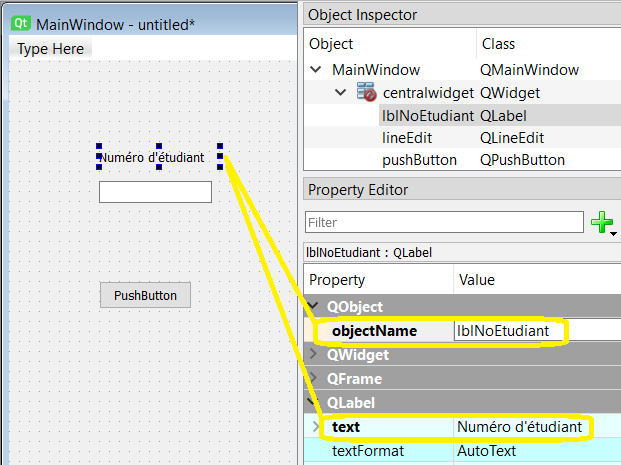 Qt MainWindow - untitled*
Type Here
Numéro d'étudiant
PushButton
Object Inspector
Object Class
MainWindow QMainWindow
centralwidget QWidget
lblNoEtudiant QLabel
lineEdit QLineEdit
pushButton QPushButton
Property Editor
Filter
lblNoEtudiant : QLabel
Property Value
QObject
objectName lblNoEtudiant
QWidget
QFrame
QLabel
text Numéro d'étudiant
textFormat AutoText